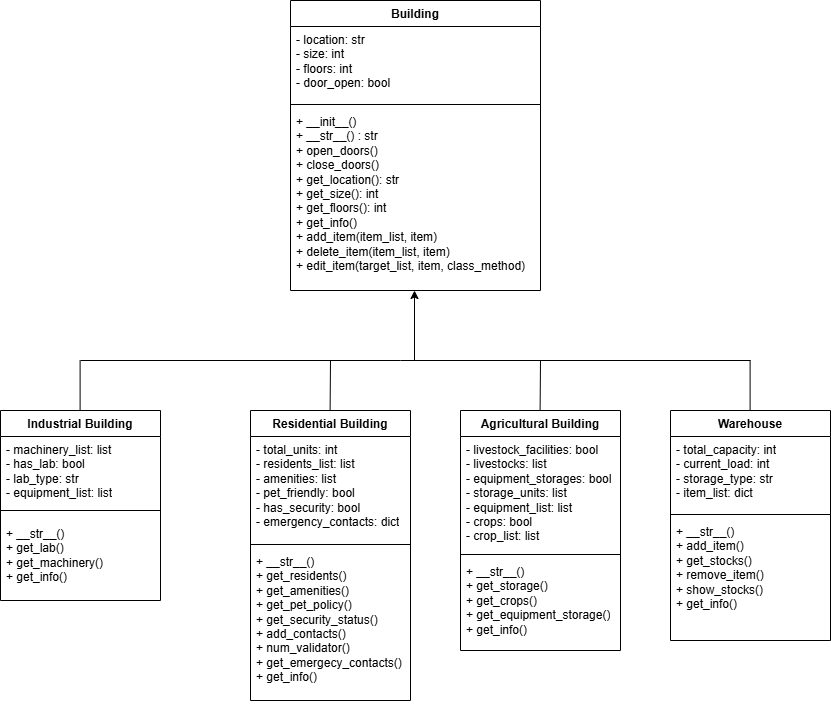 Building
- location: str
- size: int
- floors: int
- door_open: bool
+ __init__()
+ __str__() : str
+ open_doors()
+ close_doors()
+ get_location(): str
+ get_size(): int
+ get_floors(): int
+ get_info()
+ add_item(item_list, item)
+ delete_item(item_list, item)
+ edit_item(target_list, item, class_method)
Industrial Building
- machinery_list: list
- has_lab: bool
- lab_type: str
- equipment_list: list
+ __str__()
+ get_lab()
+ get_machinery()
+ get_info()
Residential Building
- total_units: int
- residents_list: list
- amenities: list
- pet_friendly: bool
- has_security: bool
- emergency_contacts: dict
+ __str__()
+ get_residents()
+ get_amenities()
+ get_pet_policy()
+ get_security_status()
+ add_contacts()
+ num_validator()
+ get_emergecy_contacts()
+ get_info()
Agricultural Building
- livestock_facilities: bool
- livestocks: list
- equipment_storages: bool
- storage_units: list
- equipment_list: list
- crops: bool
- crop_list: list
+ __str__()
+ get_storage()
+ get_crops()
+ get_equipment_storage()
+ get_info()
Warehouse
- total_capacity: int
- current_load: int
- storage_type: str
- item_list: dict
+ __str__()
+ add_item()
+ get_stocks()
+ remove_item()
+ show_stocks()
+ get_info()